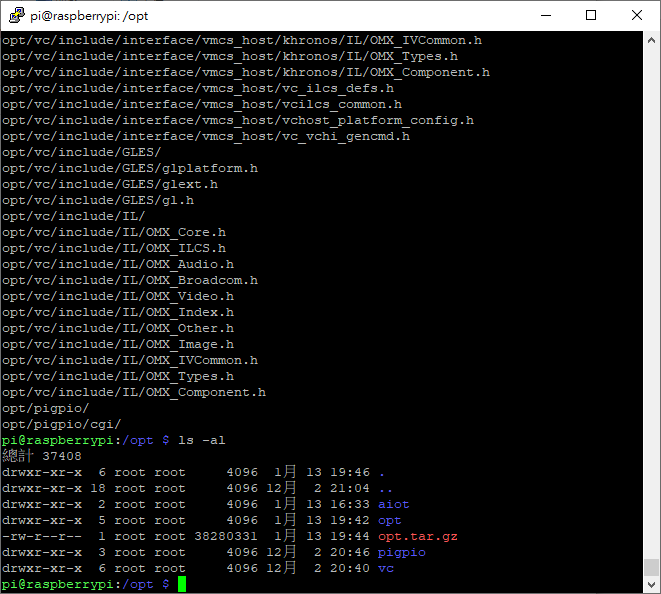 pi@raspberrypi: /opt
opt/vc/include/interface/vmcs_host/khronos/IL/OMX_IVCommon.h
opt/vc/include/interface/vmcs_host/khronos/IL/OMX_Types.h
opt/vc/include/interface/vmcs_host/khronos/IL/OMX_Component.h
opt/vc/include/interface/vmcs_host/vc_ilcs_defs.h
opt/vc/include/interface/vmcs_host/vcilcs_common.h
opt/vc/include/interface/vmcs_host/vchost_platform_config.h
opt/vc/include/interface/vmcs_host/vc_vchi_gencmd.h
opt/vc/include/GLES/
opt/vc/include/GLES/glplatform.h
opt/vc/include/GLES/glext.h
opt/vc/include/GLES/gl.h
opt/vc/include/IL/
opt/vc/include/IL/OMX_Core.h
opt/vc/include/IL/OMX_ILCS.h
opt/vc/include/IL/OMX_Audio.h
opt/vc/include/IL/OMX_Broadcom.h
opt/vc/include/IL/OMX_Video.h
opt/vc/include/IL/OMX_Index.h
opt/vc/include/IL/OMX_Other.h
opt/vc/include/IL/OMX_Image.h
opt/vc/include/IL/OMX_IVCommon.h
opt/vc/include/IL/OMX_Types.h
opt/vc/include/IL/OMX_Component.h
opt/pigpio/
opt/pigpio/cgi/
pi@raspberrypi:/opt $ ls -al
總計 37408
drwxr-xr-x  6 root root     4096  1月 13 19:46 .
drwxr-xr-x 18 root root     4096 12月  2 21:04 ..
drwxr-xr-x  2 root root     4096  1月 13 16:33 aiot
drwxr-xr-x  5 root root     4096  1月 13 19:42 opt
-rw-r--r--  1 root root 38280331  1月 13 19:44 opt.tar.gz
drwxr-xr-x  3 root root     4096 12月  2 20:46 pigpio
drwxr-xr-x  6 root root     4096 12月  2 20:40 vc
pi@raspberrypi:/opt $